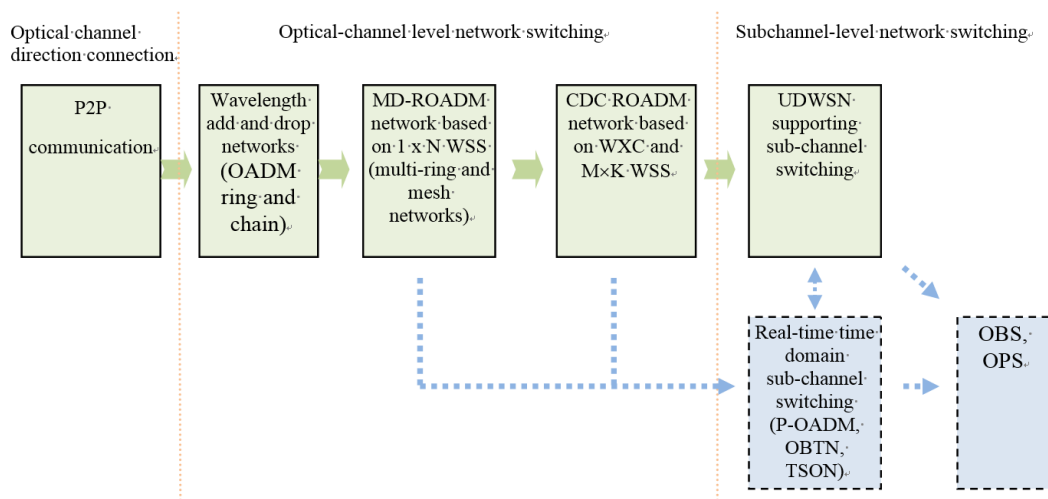 Optical channel
direction connection
Optical-channel level network switching
Subchannel-level network switching
P2P
communication
Wavelength
add and drop
networks
(OADM
ring and
chain)
MD-ROADM
network based
on 1 x N WSS
(multi-ring and
mesh
networks)
CDC ROADM
network based
on WXC and
M×K WSS
UDWSN
supporting
sub-channel
switching
Real-time time
domain
sub-channel
switching
(P-OADM,
OBTN,
TSON)
OBS,
OPS